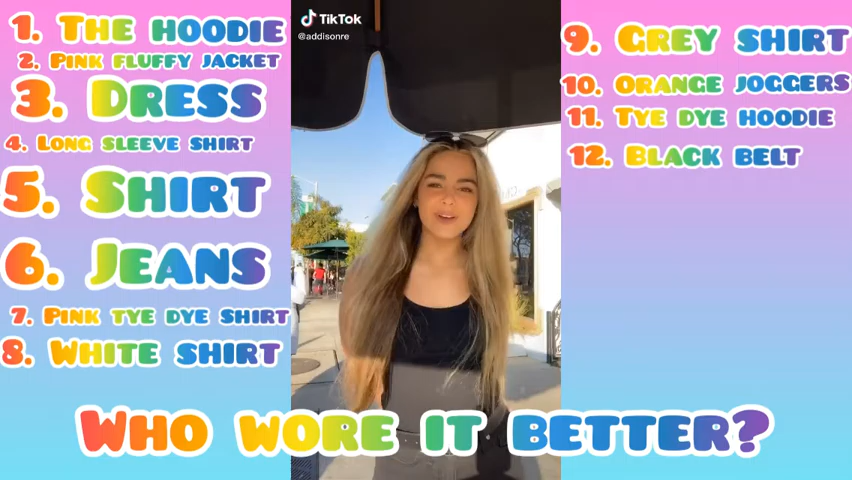 1. The hoodie
2. Pink fluffy jacket
3. Dress
4. Long sleeve shirt
5. Shirt
6. Jeans
7. Pink tye dye shirt
8. White shirt
TikTok
@addisonre
9. Grey shirt
10. Orange joggers
11. Tye dye hoodie
12. Black belt
Who wore it better?